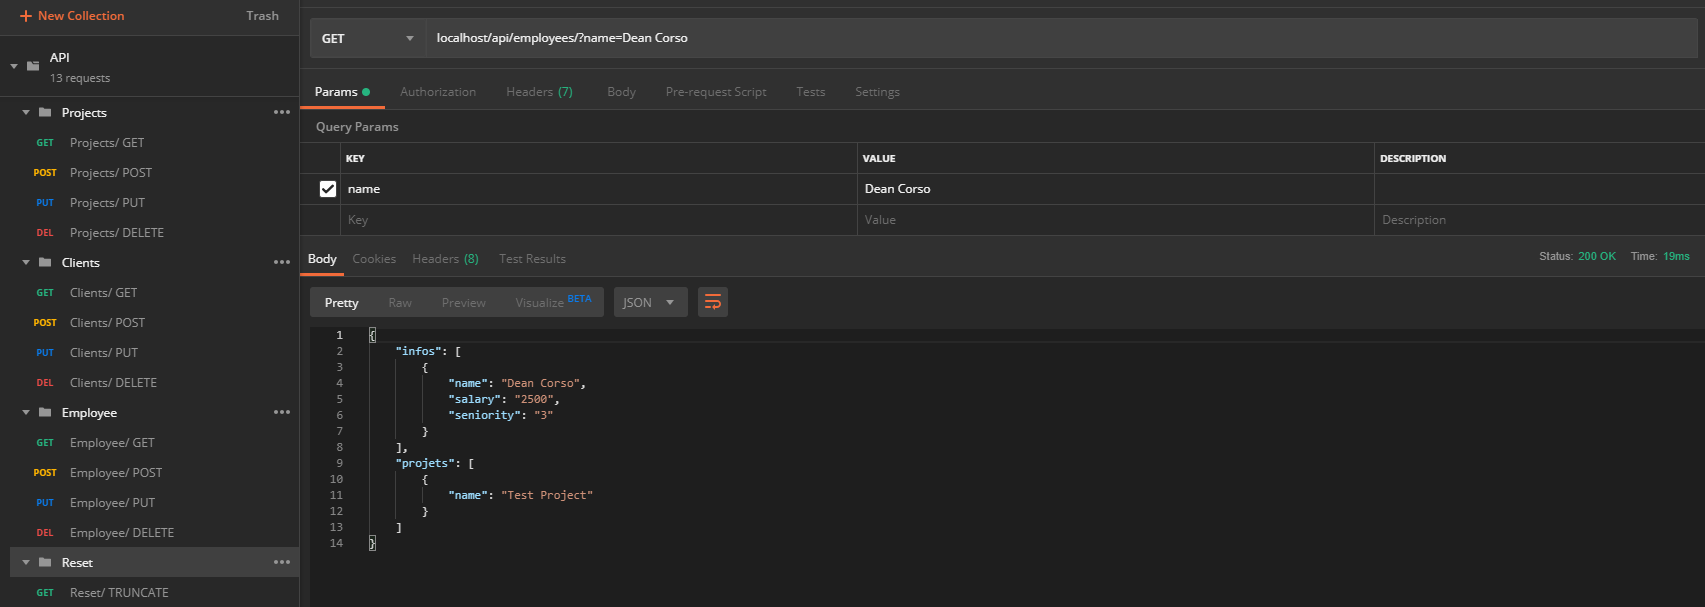 New Collection Trash
API
13 requests
Projects
GET Projects/ GET
POST Projects/ POST
PUT Projects/ PUT
DEL Projects/ DELETE
Clients
GET Clients/ GET
POST Clients/ POST
PUT Clients/ PUT
DEL Clients/ DELETE
Employee
GET Employee/ GET
POST Employee/ POST
PUT Employee/ PUT
DEL Employee/ DELETE
Reset
GET Reset/ TRUNCATE
GET localhost/api/employees/?name=Dean Corso
Params Authorization Headers (7) Body Pre-request Script Tests Settings
Query Params
KEY VALUE DESCRIPTION
name Dean Corso
Key Value Description
Body Cookies Headers (8) Test Results Status: 200 OK Time: 19ms
Pretty Raw Preview Visualize BETA JSON
1 {
2 "infos": [
3 {
4 "name": "Dean Corso",
5 "salary": "2500",
6 "seniority": "3"
7 }
8 ],
9 "projets": [
10 {
11 "name": "Test Project"
12 }
13 ]
14 }